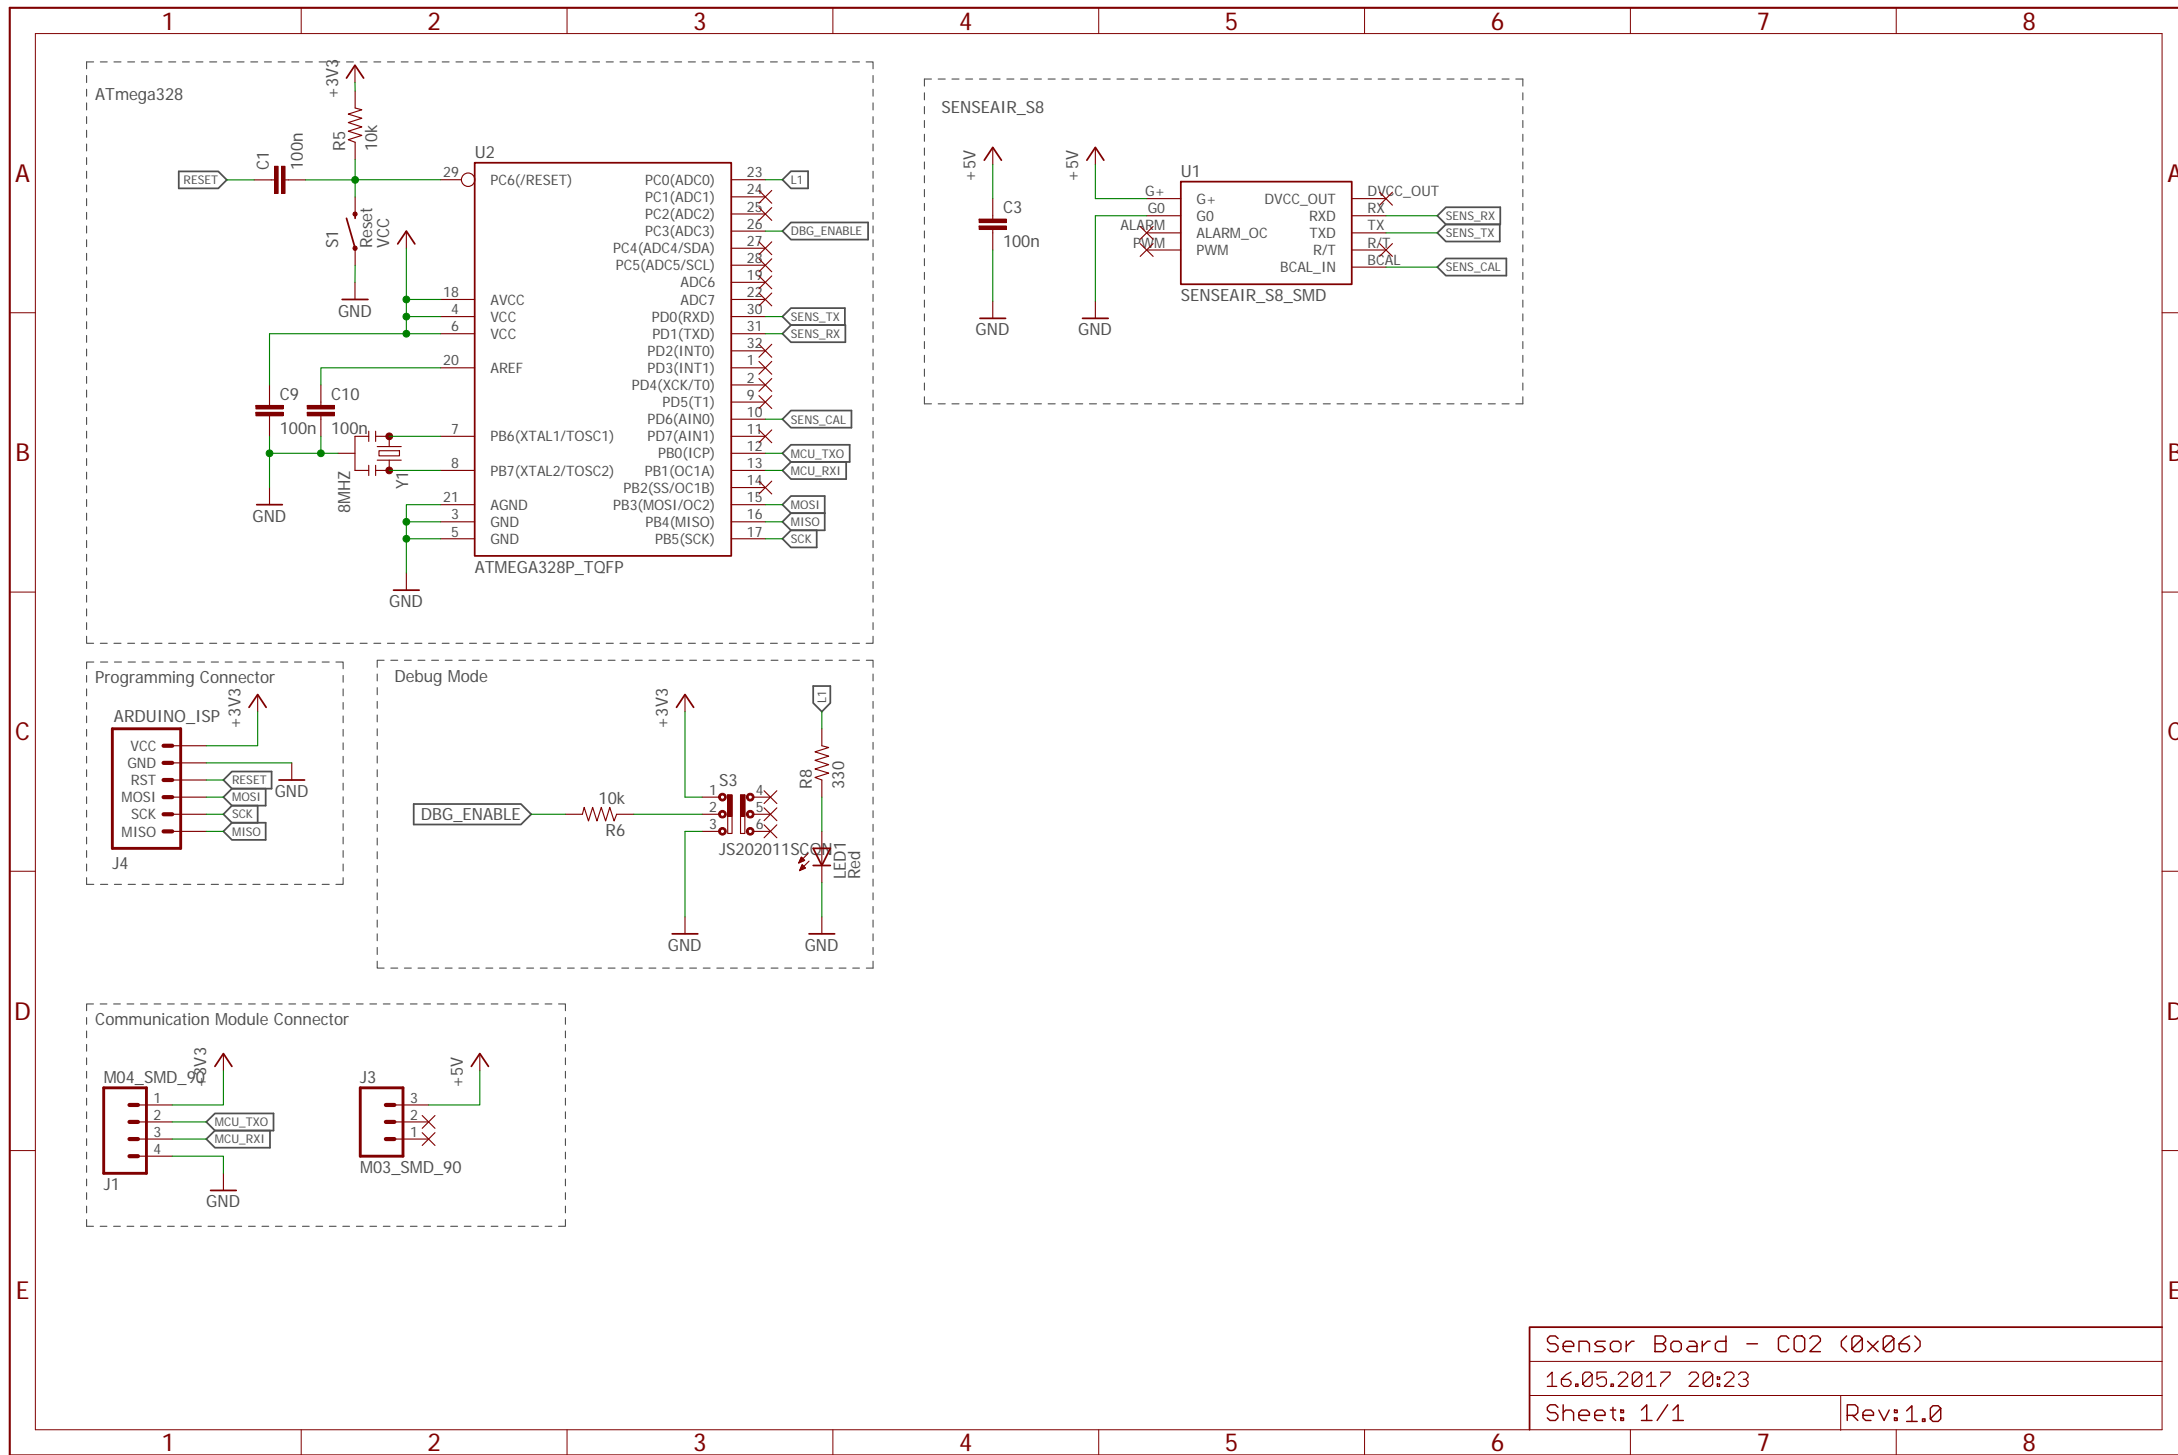 1 2 3 4 5 6 7 8
A
B
C
D
E
A
B
C
D
E
ATmega328
+3V3
R5
10k
C1
100n
RESET
S1
Reset
VCC
GND
U2
29 PC6(/RESET)
18 AVCC
4 VCC
6 VCC
20 AREF
7 PB6(XTAL1/TOSC1)
8 PB7(XTAL2/TOSC2)
21 AGND
3 GND
5 GND
PC0(ADC0) 23 L1
PC1(ADC1) 24
PC2(ADC2) 25
PC3(ADC3) 26 DBG_ENABLE
PC4(ADC4/SDA) 27
PC5(ADC5/SCL) 28
ADC6 19
ADC7 22
PD0(RXD) 30 SENS_TX
PD1(TXD) 31 SENS_RX
PD2(INT0) 32
PD3(INT1) 1
PD4(XCK/T0) 2
PD5(T1) 9
PD6(AIN0) 10 SENS_CAL
PD7(AIN1) 11
PB0(ICP) 12 MCU_TXO
PB1(OC1A) 13 MCU_RXI
PB2(SS/OC1B) 14
PB3(MOSI/OC2) 15 MOSI
PB4(MISO) 16 MISO
PB5(SCK) 17 SCK
ATMEGA328P_TQFP
C9
100n
C10
100n
8MHZ
Y1
GND
GND
SENSEAIR_S8
+5V
C3
100n
GND
+5V
GND
U1
G+ G+
G0 G0
ALARM ALARM_OC
PWM PWM
DVCC_OUT DVCC_OUT
RXD RX SENS_RX
TXD TX SENS_TX
R/T R/T
BCAL_IN BCAL SENS_CAL
SENSEAIR_S8_SMD
Programming Connector
ARDUINO_ISP
+3V3
VCC
GND
RST RESET
MOSI MOSI
SCK SCK
MISO MISO
GND
J4
Debug Mode
+3V3
DBG_ENABLE
10k
R6
S3
1 4
2 5
3 6
JS202011SCQN
GND
L1
R8
330
LED1
Red
GND
Communication Module Connector
M04_SMD_90
+3V3
1
2 MCU_TXO
3 MCU_RXI
4
J1
GND
J3
+5V
3
2
1
M03_SMD_90
Sensor Board - CO2 (0x06)
16.05.2017 20:23
Sheet: 1/1 Rev:1.0
1 2 3 4 5 6 7 8